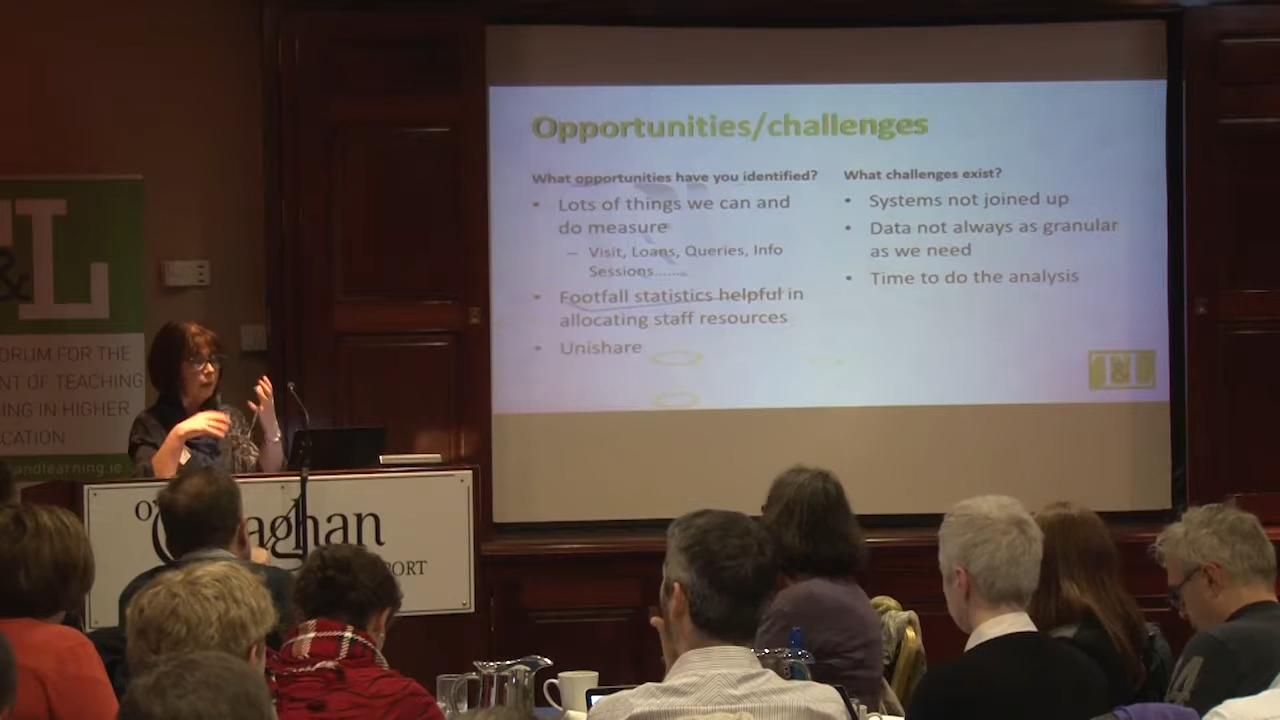 Opportunities/challenges
What opportunities have you identified?
• Lots of things we can and
do measure
– Visit, Loans, Queries, Info
Sessions.......
• Footfall statistics helpful in
allocating staff resources
• Unishare
What challenges exist?
• Systems not joined up
• Data not always as granular
as we need
• Time to do the analysis
T&L
&L
ORUM FOR THE
NT OF TEACHING
ING IN HIGHER
CATION
andlearning.ie
O'
aghan
PORT
4